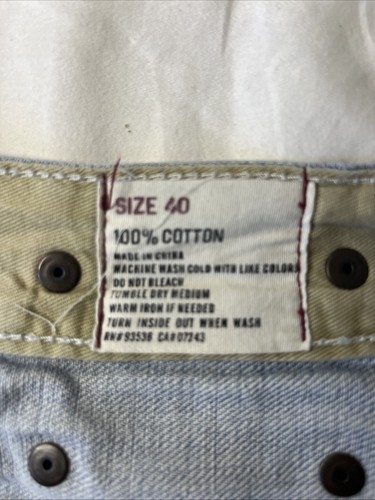 SIZE 40
100% COTTON
MADE IN CHINA
MACHINE WASH COLD WITH LIKE COLORS
DO NOT BLEACH
TUMBLE DRY MEDIUM
WARM IRON IF NEEDED
TURN INSIDE OUT WHEN WASH
RN# 93536 CA# 07243